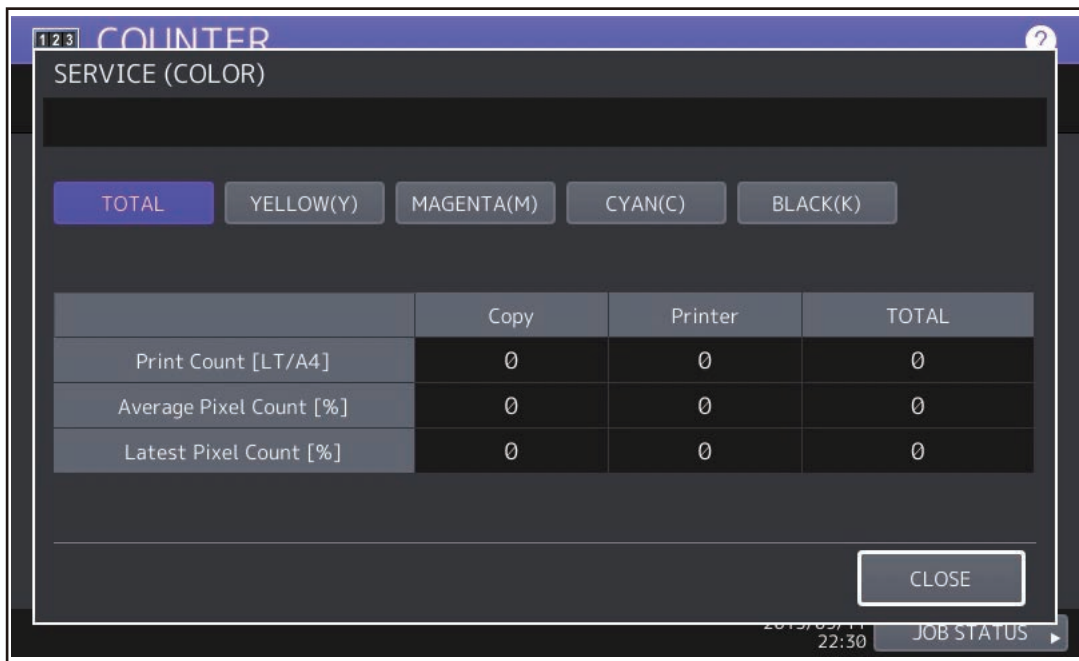 123 COUNTER ?
SERVICE (COLOR)
TOTAL YELLOW(Y) MAGENTA(M) CYAN(C) BLACK(K)
Copy Printer TOTAL
Print Count [LT/A4] 0 0 0
Average Pixel Count [%] 0 0 0
Latest Pixel Count [%] 0 0 0
CLOSE
22:30 JOB STATUS